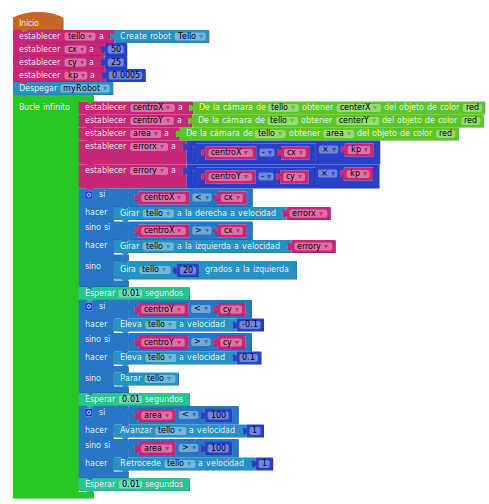 Inicio
establecer tello a Create robot Tello
establecer cx a 50
establecer cy a 25
establecer kp a 0.0005
Despegar myRobot
Bucle infinito establecer centroX a De la cámara de tello obtener centerX del objeto de color red
establecer centroY a De la cámara de tello obtener centerY del objeto de color red
establecer area a De la cámara de tello obtener area del objeto de color red
establecer errorx a centroX - cx × kp
establecer errory a centroY - cy × kp
si centroX < cx
hacer Girar tello a la derecha a velocidad errorx
sino si centroX > cx
hacer Girar tello a la izquierda a velocidad errory
sino Gira tello 20 grados a la izquierda
Esperar 0.01 segundos
si centroY < cy
hacer Eleva tello a velocidad -0.1
sino si centroY > cy
hacer Eleva tello a velocidad 0.1
sino Parar tello
Esperar 0.01 segundos
si area < 100
hacer Avanzar tello a velocidad 1
sino si area > 100
hacer Retrocede tello a velocidad 1
Esperar 0.01 segundos